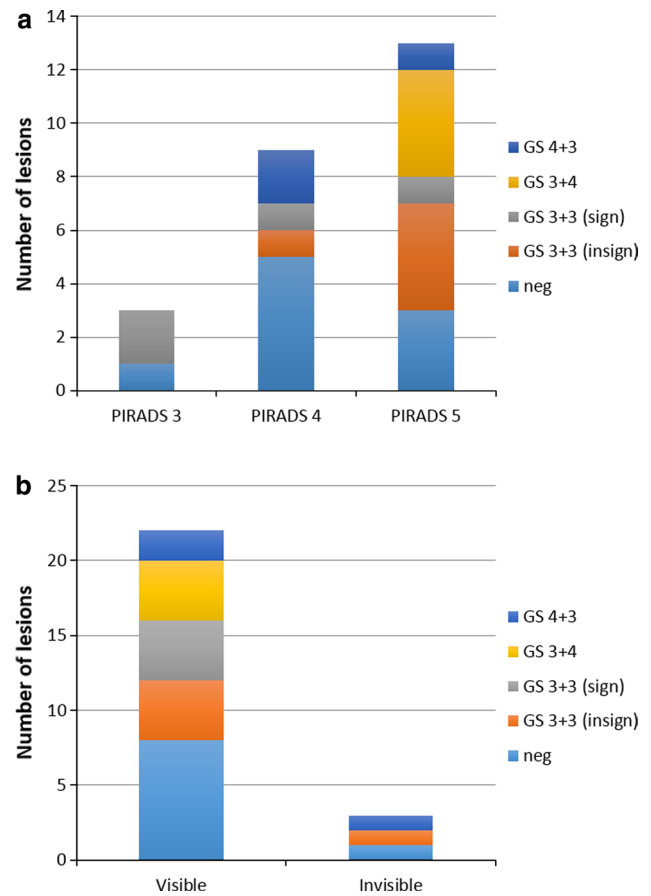 a
14
12
10
8
6
4
2
0
Number of lesions
PIRADS 3 PIRADS 4 PIRADS 5
GS 4+3
GS 3+4
GS 3+3 (sign)
GS 3+3 (insign)
neg
b
25
20
15
10
5
0
Number of lesions
Visible Invisible
GS 4+3
GS 3+4
GS 3+3 (sign)
GS 3+3 (insign)
neg